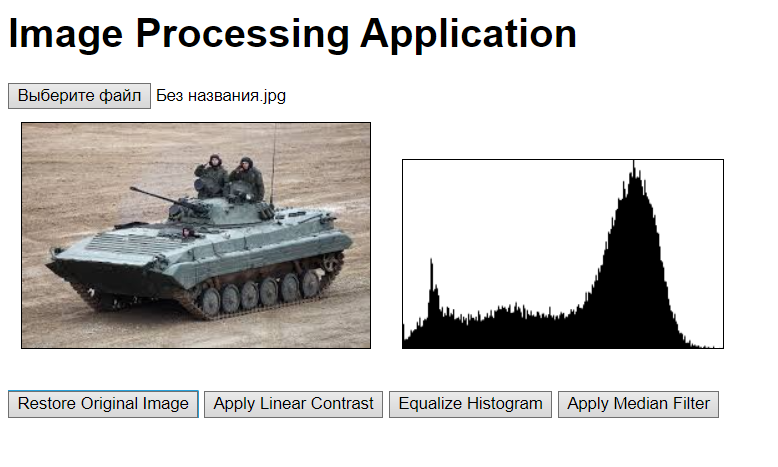 Image Processing Application
Выберите файл Без названия.jpg
Restore Original Image Apply Linear Contrast Equalize Histogram Apply Median Filter